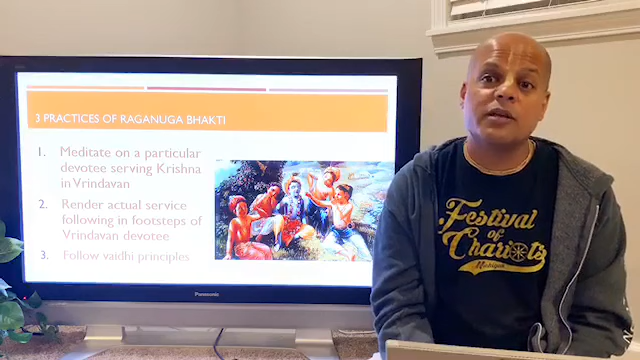 3 PRACTICES OF RAGANUGA BHAKTI
1. Meditate on a particular
devotee serving Krishna
in Vrindavan
2. Render actual service
following in footsteps of
Vrindavan devotee
3. Follow vaidhi principles
Panasonic
Festival
of
Chariots
Michigan